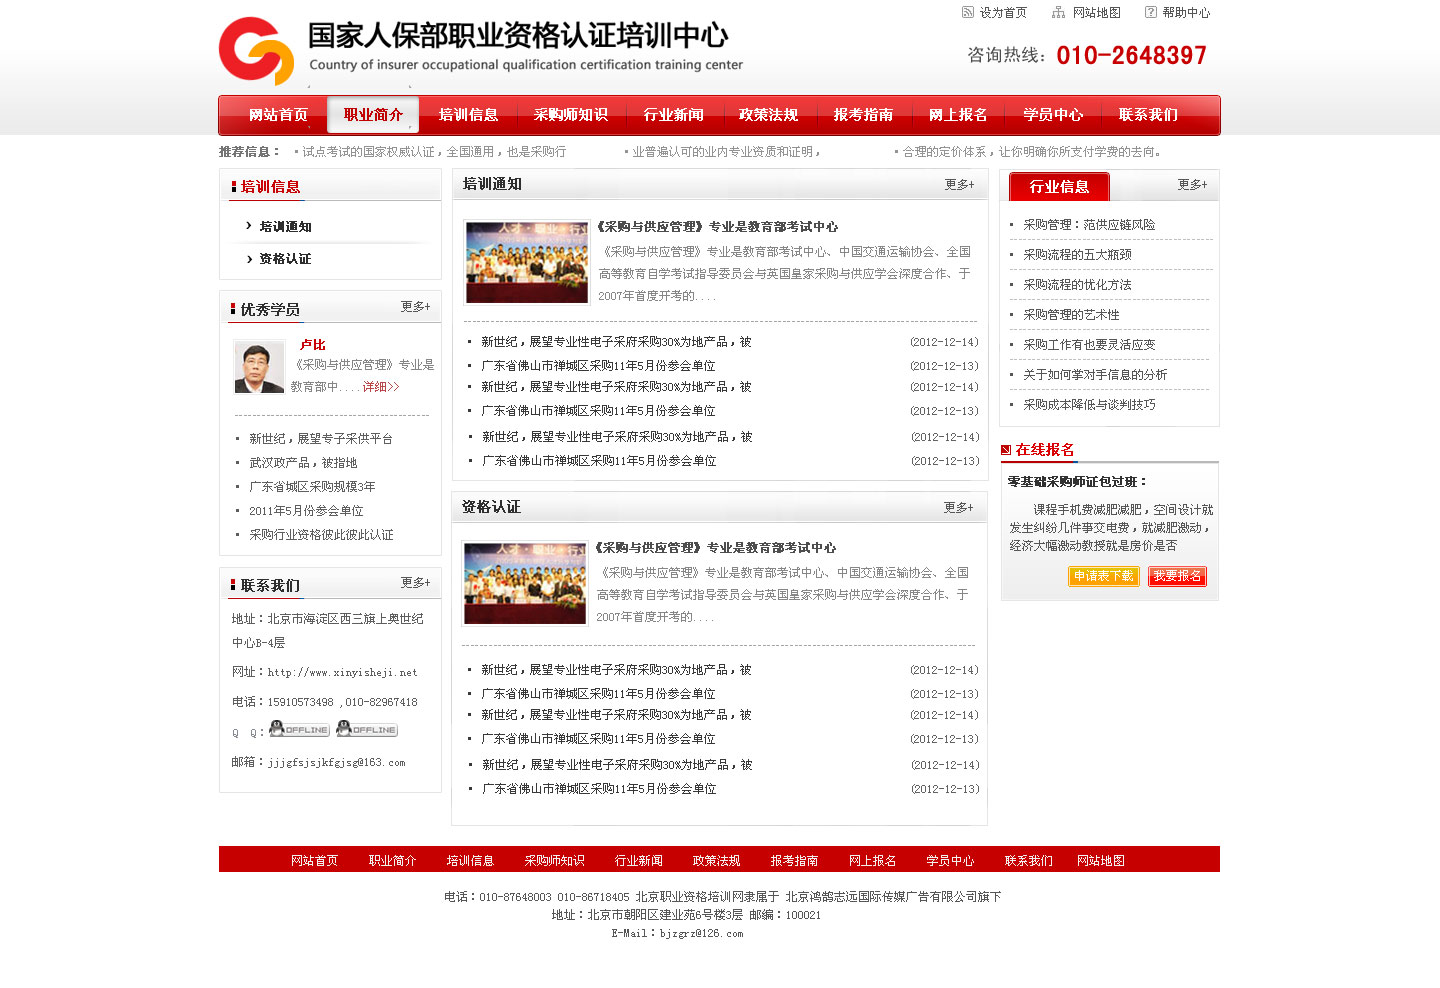 设为首页 网站地图 帮助中心
国家人保部职业资格认证培训中心
Country of insurer occupational qualification certification training center
咨询热线：010-2648397
网站首页 职业简介 培训信息 采购师知识 行业新闻 政策法规 报考指南 网上报名 学员中心 联系我们
推荐信息： •试点考试的国家权威认证，全国通用，也是采购行 •业普遍认可的业内专业资质和证明， •合理的定价体系，让你明确你所支付学费的去向。
培训信息
培训通知
资格认证
优秀学员 更多+
卢比
《采购与供应管理》专业是
教育部中....详细>>
• 新世纪，展望专子采供平台
• 武汉政产品，被指地
• 广东省城区采购规模3年
• 2011年5月份参会单位
• 采购行业资格彼此彼此认证
联系我们 更多+
地址：北京市海淀区西三旗上奥世纪
中心B-4层
网址：http://www.xinyisheji.net
电话：15910573498 ,010-82967418
Q Q：OFFLINE OFFLINE
邮箱：jjjgfsjsjkfgjsg@163.com
培训通知 更多+
人才·职业·行业
《采购与供应管理》专业是教育部考试中心
《采购与供应管理》专业是教育部考试中心、中国交通运输协会、全国
高等教育自学考试指导委员会与英国皇家采购与供应学会深度合作、于
2007年首度开考的....
• 新世纪，展望专业性电子采府采购30%为地产品，被 (2012-12-14)
• 广东省佛山市禅城区采购11年5月份参会单位 (2012-12-13)
• 新世纪，展望专业性电子采府采购30%为地产品，被 (2012-12-14)
• 广东省佛山市禅城区采购11年5月份参会单位 (2012-12-13)
• 新世纪，展望专业性电子采府采购30%为地产品，被 (2012-12-14)
• 广东省佛山市禅城区采购11年5月份参会单位 (2012-12-13)
资格认证 更多+
人才·职业·行业
《采购与供应管理》专业是教育部考试中心
《采购与供应管理》专业是教育部考试中心、中国交通运输协会、全国
高等教育自学考试指导委员会与英国皇家采购与供应学会深度合作、于
2007年首度开考的....
• 新世纪，展望专业性电子采府采购30%为地产品，被 (2012-12-14)
• 广东省佛山市禅城区采购11年5月份参会单位 (2012-12-13)
• 新世纪，展望专业性电子采府采购30%为地产品，被 (2012-12-14)
• 广东省佛山市禅城区采购11年5月份参会单位 (2012-12-13)
• 新世纪，展望专业性电子采府采购30%为地产品，被 (2012-12-14)
• 广东省佛山市禅城区采购11年5月份参会单位 (2012-12-13)
行业信息 更多+
• 采购管理：范供应链风险
• 采购流程的五大瓶颈
• 采购流程的优化方法
• 采购管理的艺术性
• 采购工作有也要灵活应变
• 关于如何掌对手信息的分析
• 采购成本降低与谈判技巧
在线报名
零基础采购师证包过班：
课程手机费减肥减肥，空间设计就
发生纠纷几件事交电费，就减肥激动，
经济大幅激动教授就是房价是否
申请表下载 我要报名
网站首页 职业简介 培训信息 采购师知识 行业新闻 政策法规 报考指南 网上报名 学员中心 联系我们 网站地图
电话：010-87648003 010-86718405 北京职业资格培训网隶属于 北京鸿鹄志远国际传媒广告有限公司旗下
地址：北京市朝阳区建业苑6号楼3层 邮编：100021
E-Mail：bjzgrz@126.com